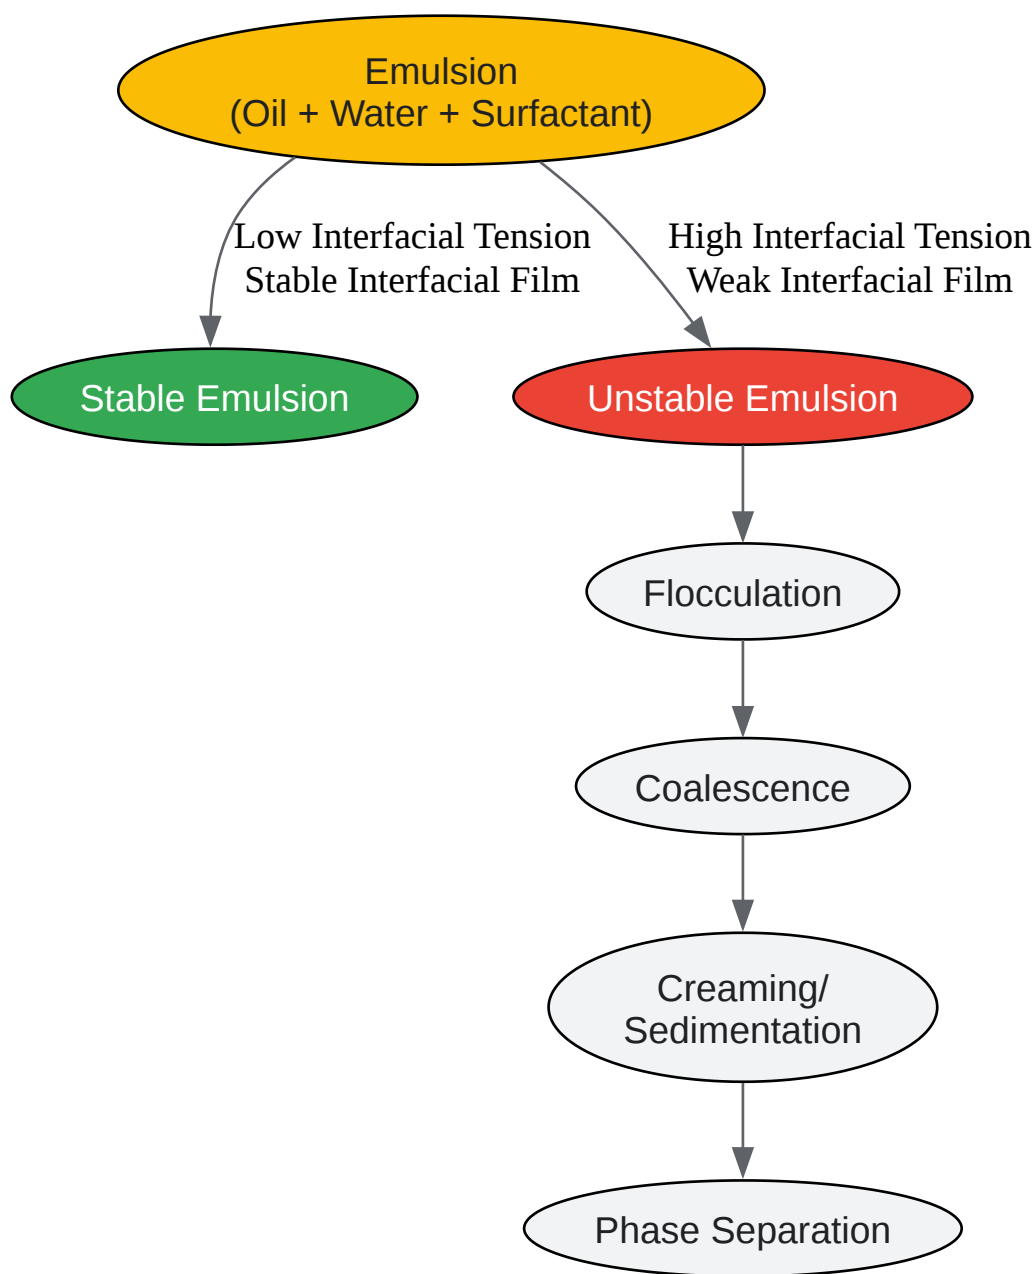 Emulsion
(Oil + Water + Surfactant)
Low Interfacial Tension
Stable Interfacial Film
High Interfacial Tension
Weak Interfacial Film
Stable Emulsion
Unstable Emulsion
Flocculation
Coalescence
Creaming/
Sedimentation
Phase Separation